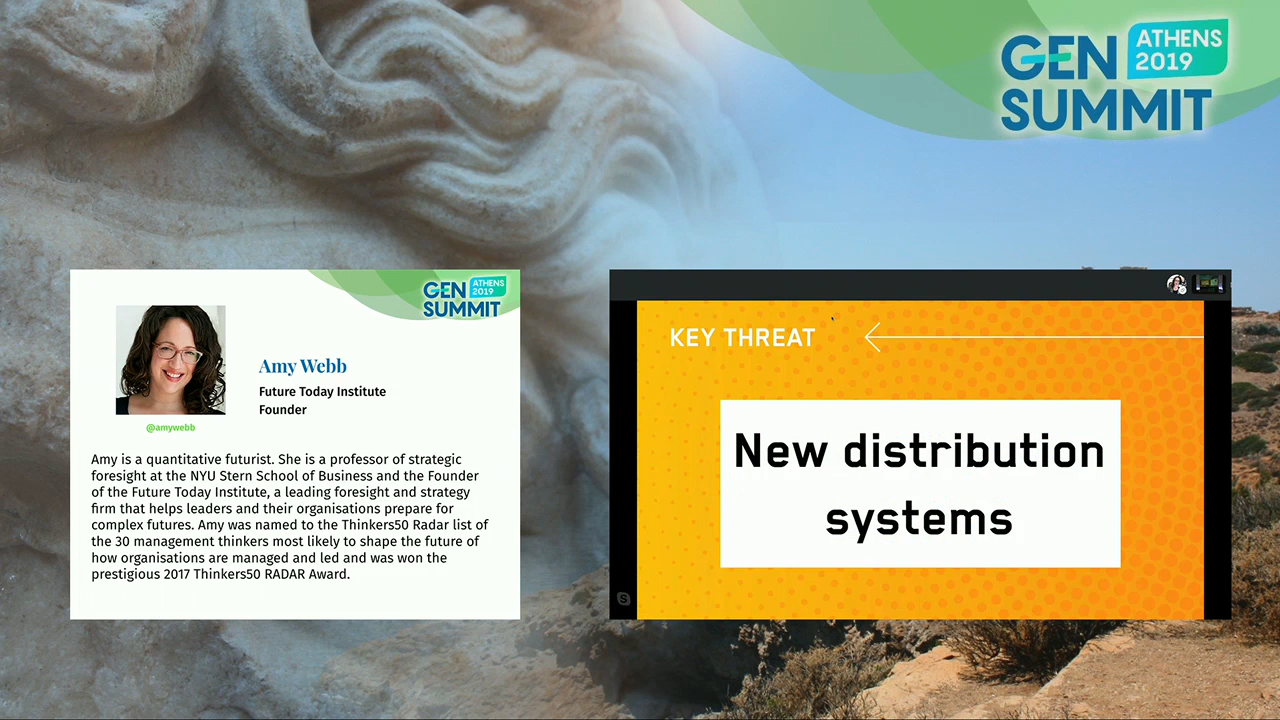 GEN ATHENS 2019
SUMMIT
GEN ATHENS 2019
SUMMIT
Amy Webb
Future Today Institute
Founder
@amywebb
Amy is a quantitative futurist. She is a professor of strategic
foresight at the NYU Stern School of Business and the Founder
of the Future Today Institute, a leading foresight and strategy
firm that helps leaders and their organisations prepare for
complex futures. Amy was named to the Thinkers50 Radar list of
the 30 management thinkers most likely to shape the future of
how organisations are managed and led and was won the
prestigious 2017 Thinkers50 RADAR Award.
KEY THREAT
New distribution
systems